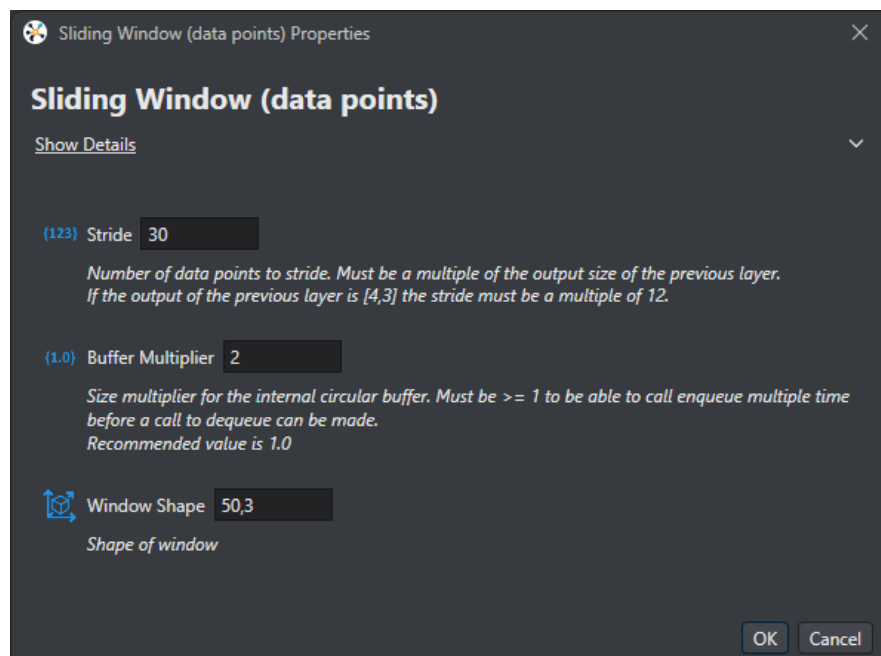 Sliding Window (data points) Properties
Sliding Window (data points)
Show Details
{123} Stride 30
Number of data points to stride. Must be a multiple of the output size of the previous layer.
If the output of the previous layer is [4,3] the stride must be a multiple of 12.
{1.0} Buffer Multiplier 2
Size multiplier for the internal circular buffer. Must be >= 1 to be able to call enqueue multiple time
before a call to dequeue can be made.
Recommended value is 1.0
Window Shape 50,3
Shape of window
OK Cancel